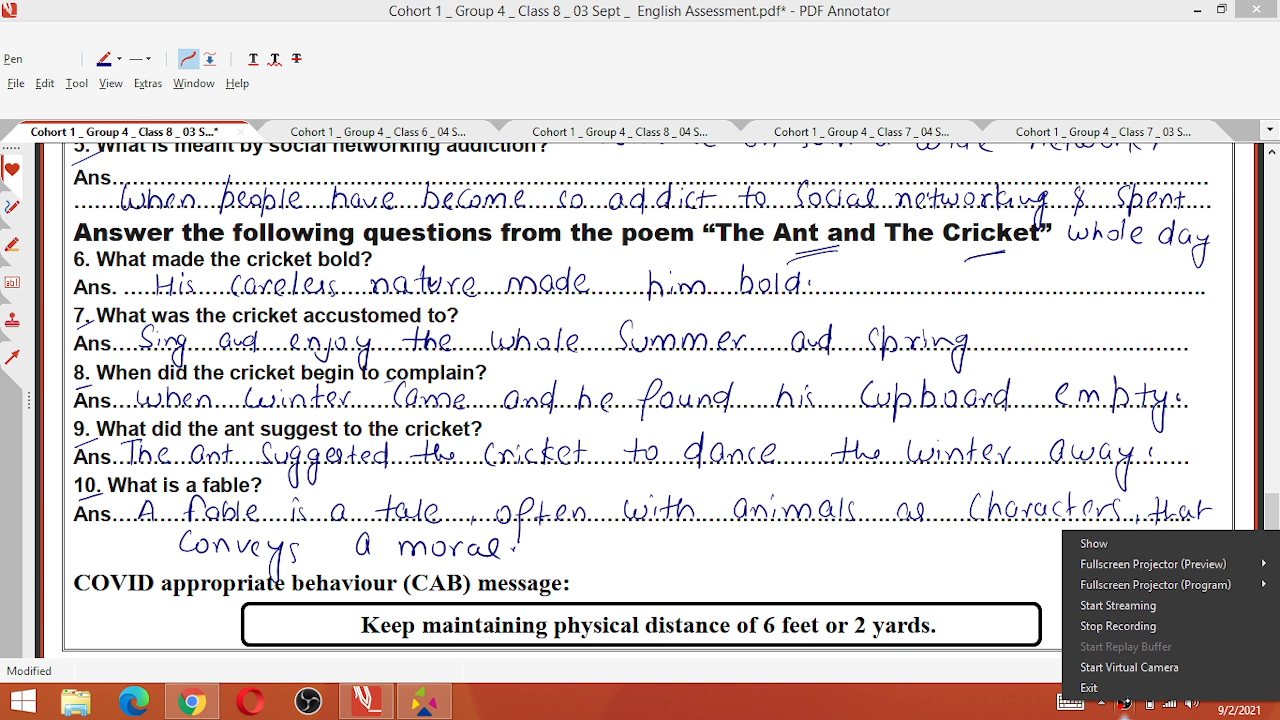 Cohort 1 _ Group 4 _ Class 8 _ 03 Sept _ English Assessment.pdf* - PDF Annotator
Pen
File Edit Tool View Extras Window Help
Cohort 1 _ Group 4 _ Class 8 _ 03 S...* Cohort 1 _ Group 4 _ Class 6 _ 04 S... Cohort 1 _ Group 4 _ Class 8 _ 04 S... Cohort 1 _ Group 4 _ Class 7 _ 04 S... Cohort 1 _ Group 4 _ Class 7 _ 03 S...
5. What is meant by social networking addiction?
Ans
When people have become so addict to Social networking & spent
whole day
Answer the following questions from the poem “The Ant and The Cricket”
6. What made the cricket bold?
Ans. His careless nature made him bold.
7. What was the cricket accustomed to?
Ans Sing and enjoy the whole Summer and spring
8. When did the cricket begin to complain?
Ans when winter came and he found his Cupboard empty.
9. What did the ant suggest to the cricket?
Ans The ant suggested the cricket to dance the winter away.
10. What is a fable?
Ans A fable is a tale, often with animals as characters, that
conveys a moral.
COVID appropriate behaviour (CAB) message:
Keep maintaining physical distance of 6 feet or 2 yards.
Show
Fullscreen Projector (Preview)
Fullscreen Projector (Program)
Start Streaming
Stop Recording
Start Replay Buffer
Start Virtual Camera
Exit
Modified
9/2/2021